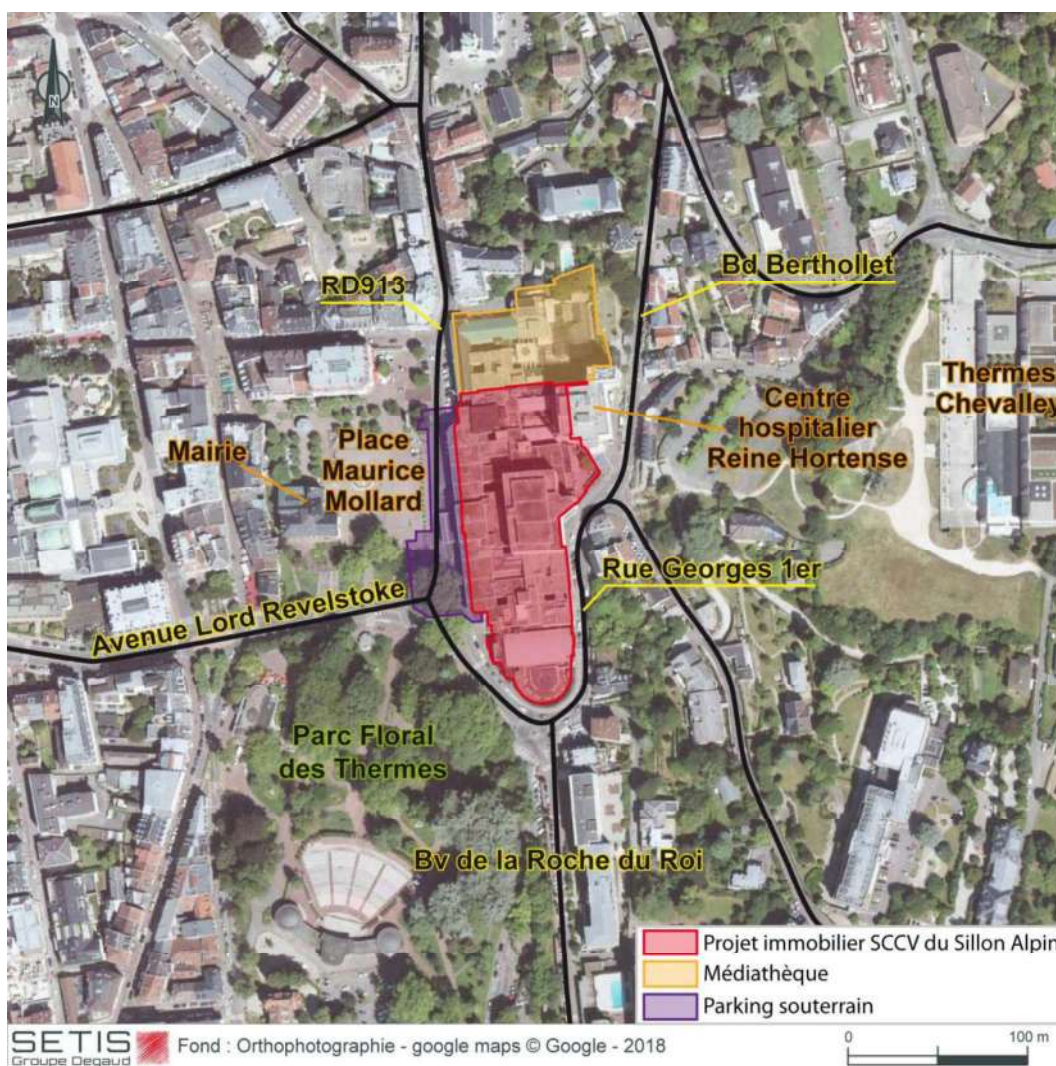 N
RD913
Bd Berthollet
Thermes
Chevalley
Centre
hospitalier
Reine Hortense
Mairie
Place
Maurice
Mollard
Rue Georges 1er
Avenue Lord Revelstoke
Parc Floral
des Thermes
Bv de la Roche du Roi
Projet immobilier SCCV du Sillon Alpin
Médiathèque
Parking souterrain
SETIS
Groupe Degaud
Fond : Orthophotographie - google maps © Google - 2018
0 100 m